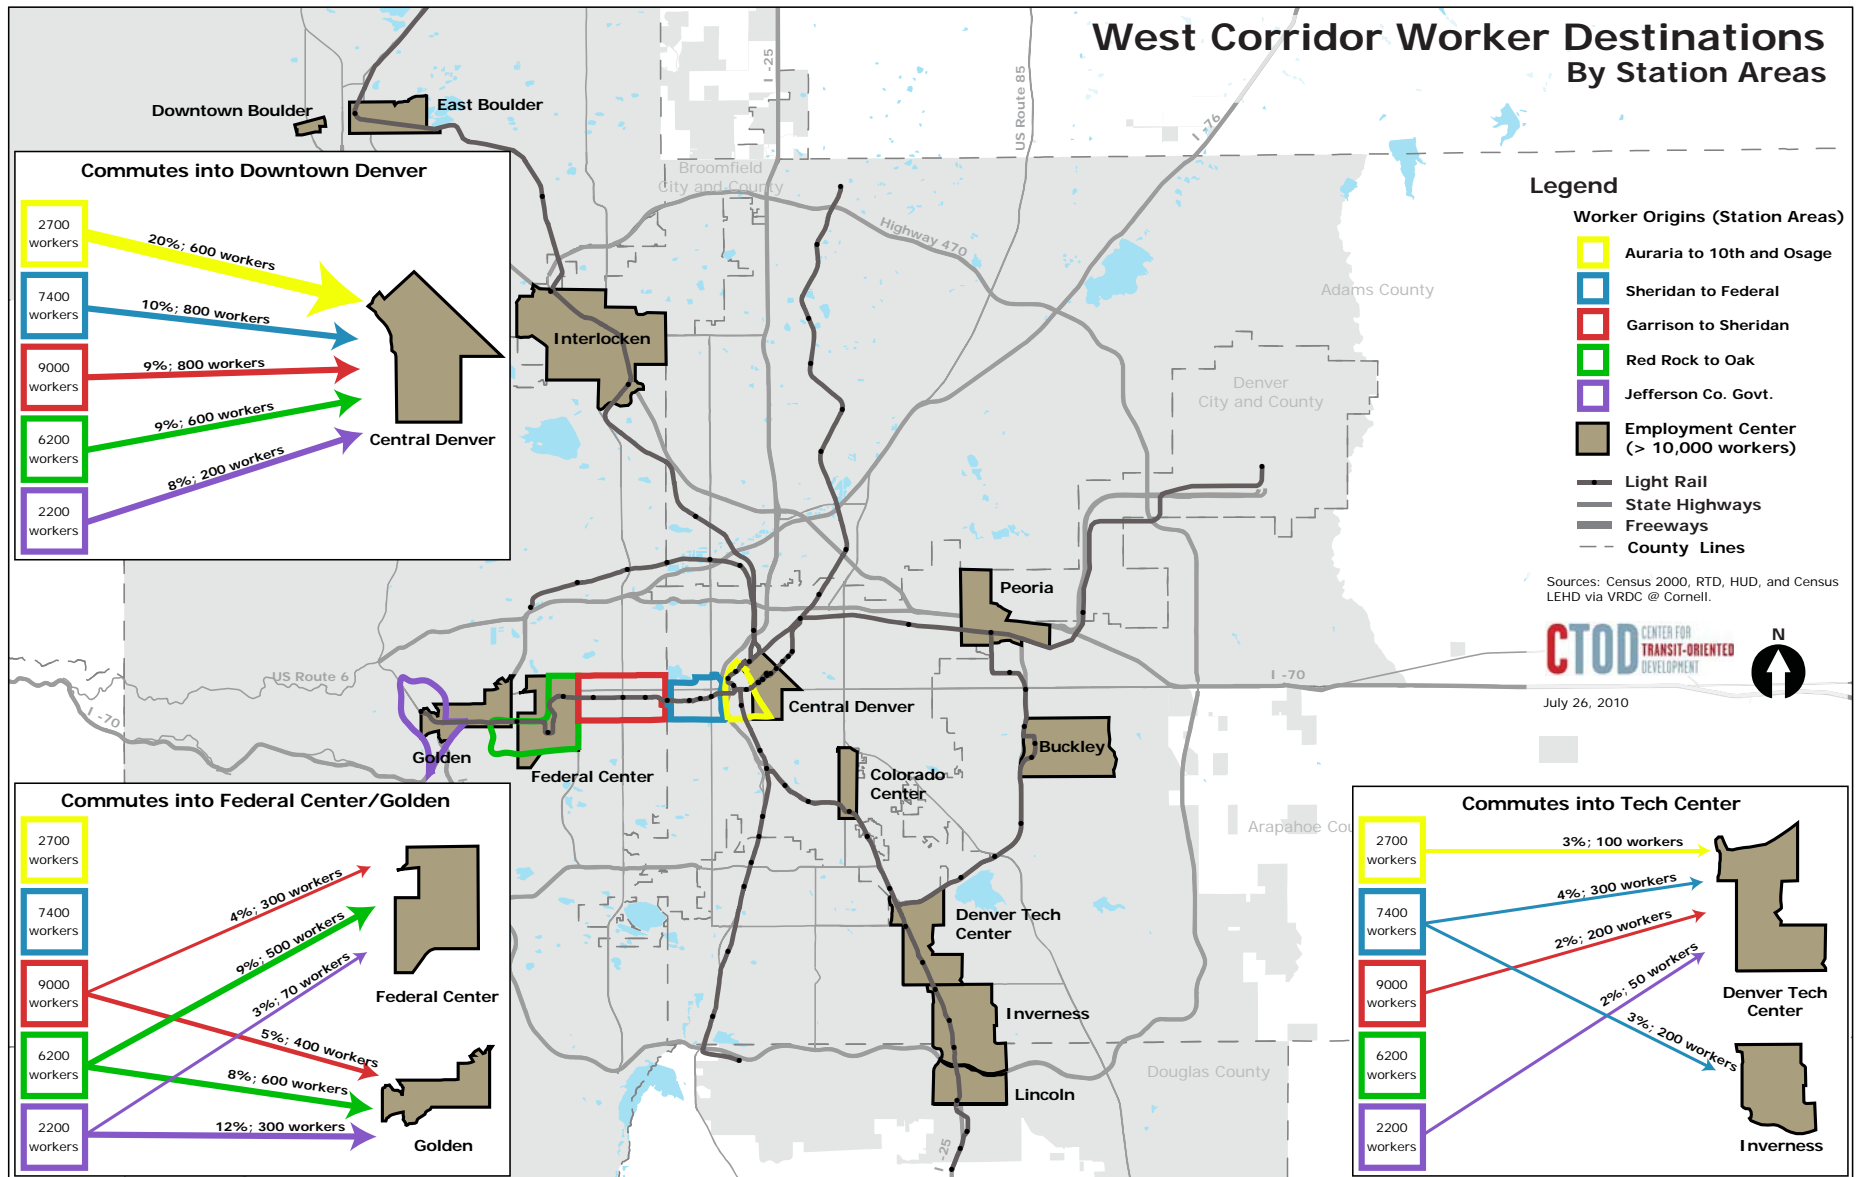 West Corridor Worker Destinations
By Station Areas
Downtown Boulder
East Boulder
I -25
US Route 85
I -76
Broomfield
City and County
Highway 470
Adams County
Denver
City and County
Interlocken
Commutes into Downtown Denver
2700
workers
7400
workers
9000
workers
6200
workers
2200
workers
20%; 600 workers
10%; 800 workers
9%; 800 workers
9%; 600 workers
8%; 200 workers
Central Denver
Legend
Worker Origins (Station Areas)
Auraria to 10th and Osage
Sheridan to Federal
Garrison to Sheridan
Red Rock to Oak
Jefferson Co. Govt.
Employment Center
(> 10,000 workers)
Light Rail
State Highways
Freeways
County Lines
Sources: Census 2000, RTD, HUD, and Census
LEHD via VRDC @ Cornell.
CTOD
CENTER FOR
TRANSIT-ORIENTED
DEVELOPMENT
N
July 26, 2010
Peoria
US Route 6
I -70
I -70
Central Denver
Golden
Federal Center
Buckley
Colorado
Center
Arapahoe Cou
Denver Tech
Center
Inverness
Lincoln
Douglas County
I -25
Commutes into Federal Center/Golden
2700
workers
7400
workers
9000
workers
6200
workers
2200
workers
4%; 300 workers
9%; 500 workers
3%; 70 workers
5%; 400 workers
8%; 600 workers
12%; 300 workers
Federal Center
Golden
Commutes into Tech Center
2700
workers
7400
workers
9000
workers
6200
workers
2200
workers
3%; 100 workers
4%; 300 workers
2%; 200 workers
2%; 50 workers
3%; 200 workers
Denver Tech
Center
Inverness